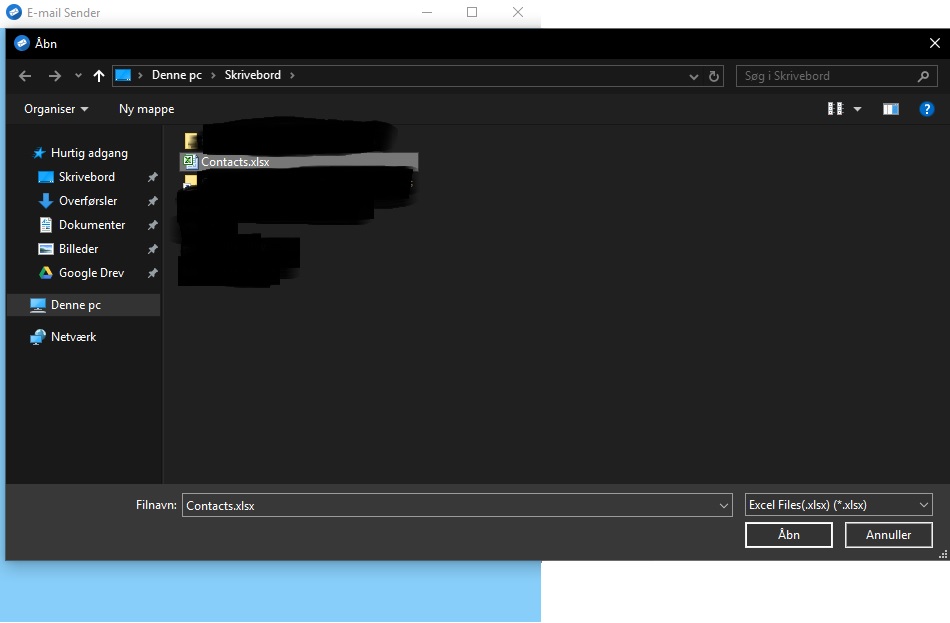 E-mail Sender
Åbn
Denne pc
Skrivebord
Søg i Skrivebord
Organiser
Ny mappe
Hurtig adgang
Skrivebord
Overførsler
Dokumenter
Billeder
Google Drev
Denne pc
Netværk
Contacts.xlsx
Filnavn:
Contacts.xlsx
Excel Files(.xlsx) (*.xlsx)
Åbn
Annuller